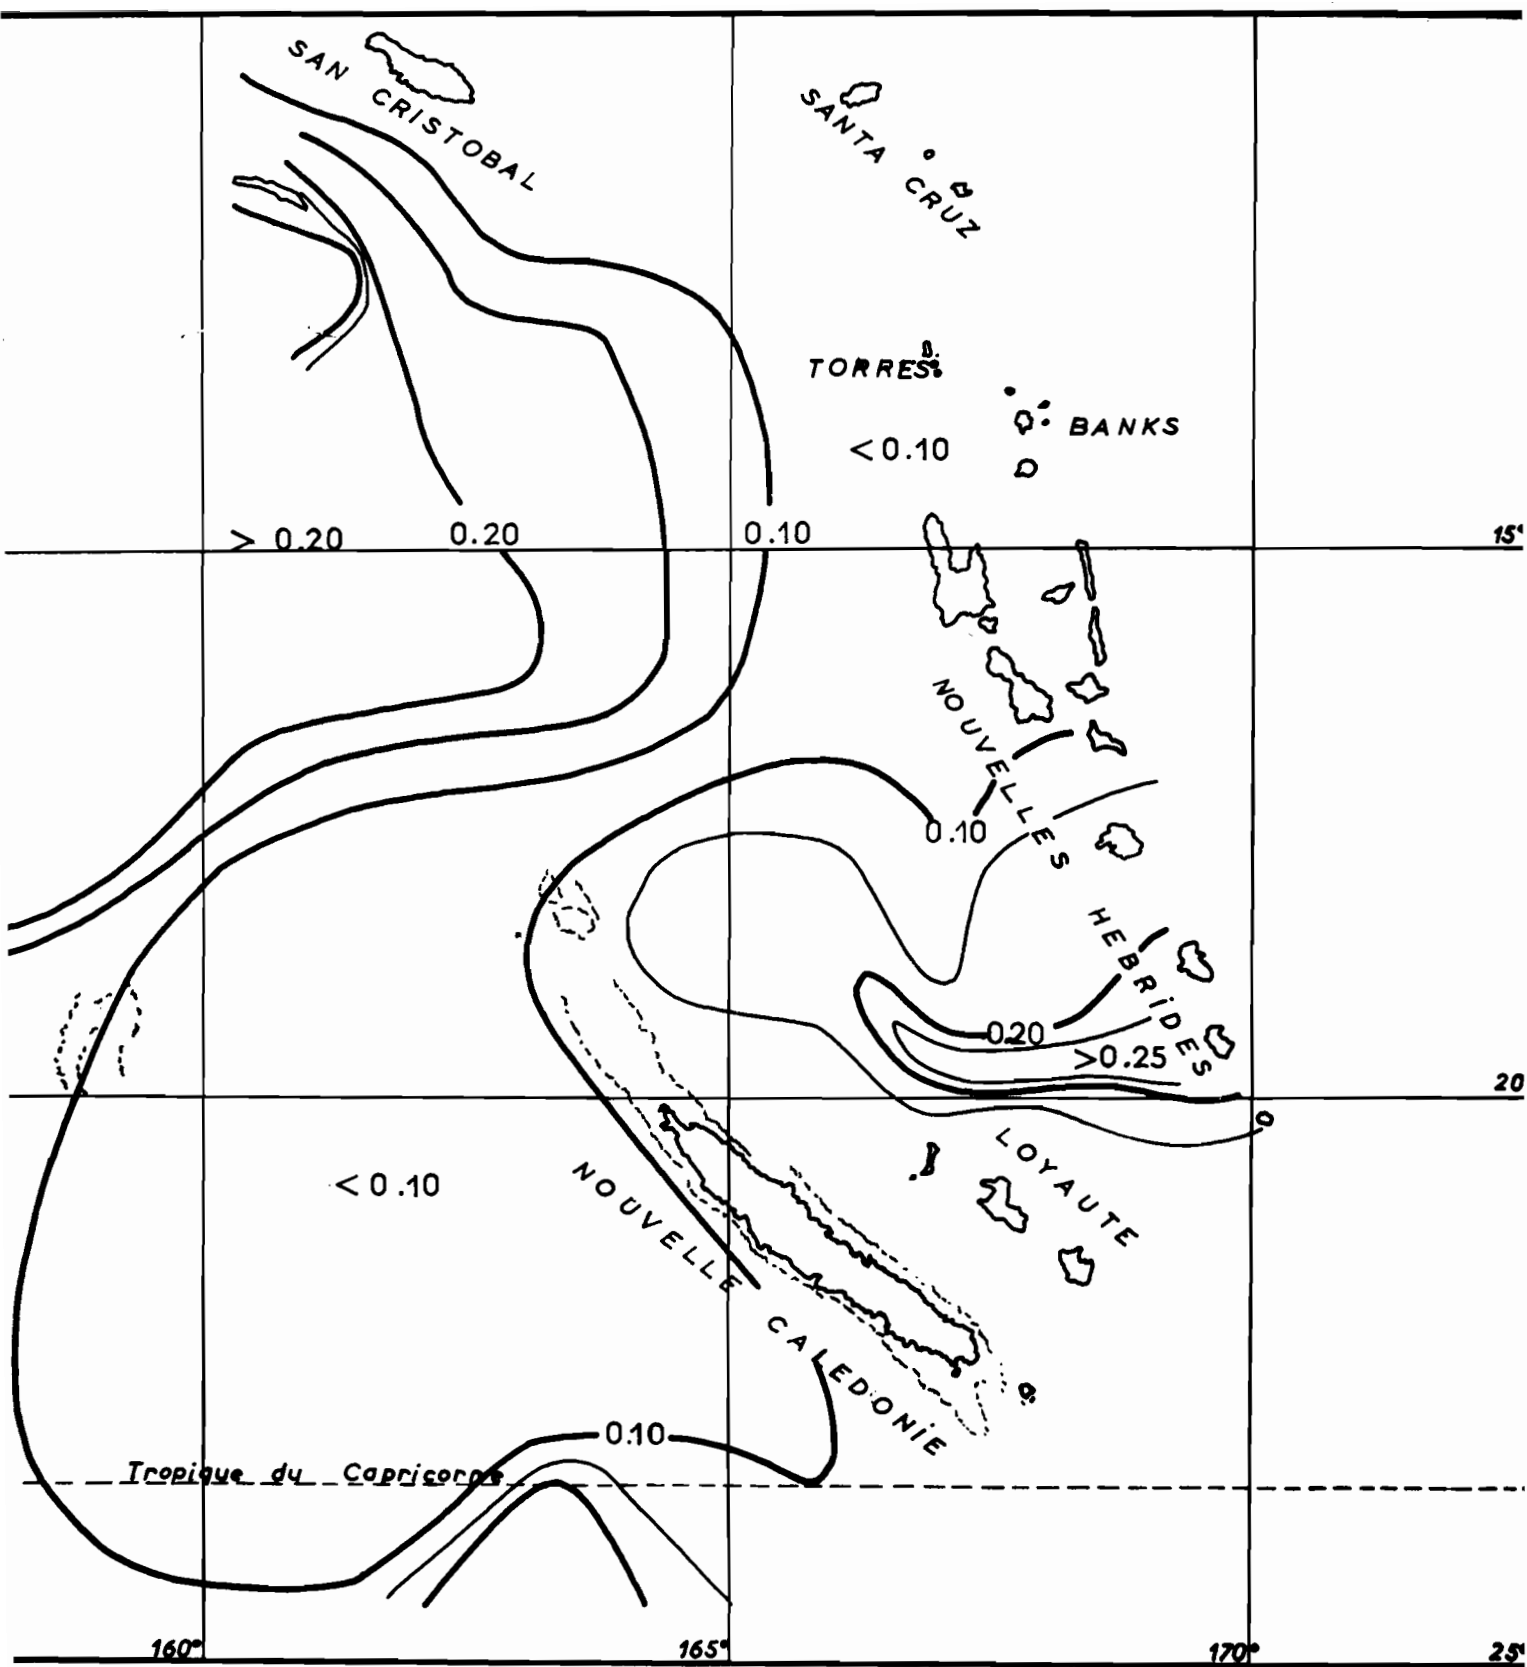 SAN CRISTOBAL
SANTA CRUZ
TORRES
BANKS
<0.10
> 0.20
0.20
0.10
15°
NOUVELLES HEBRIDES
0.10
0.20
>0.25
20
LOYAUTE
<0.10
NOUVELLE CALEDONIE
0.10
Tropique du Capricorne
160°
165°
170°
25°